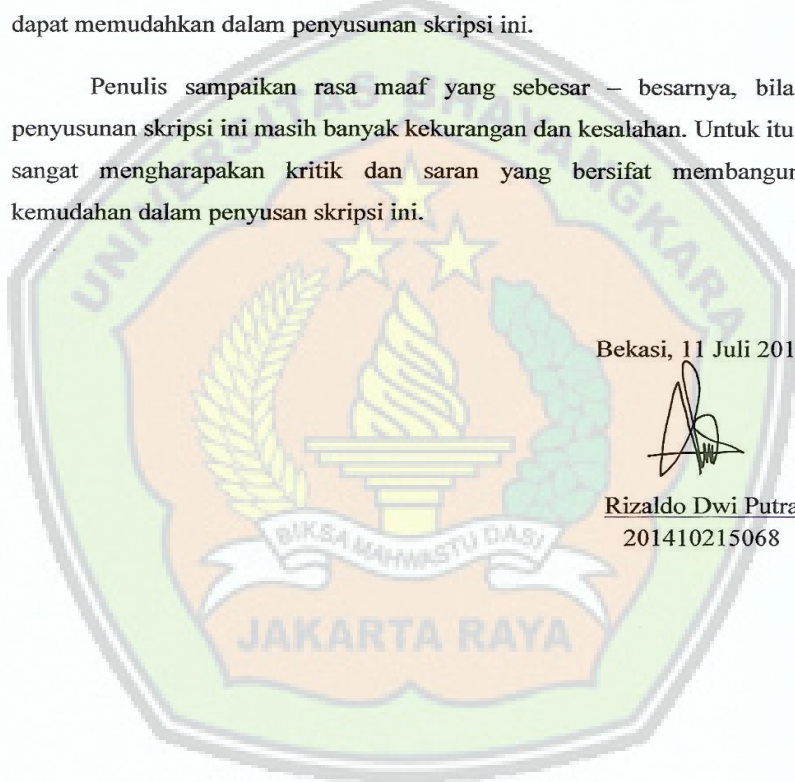 dapat memudahkan dalam penyusunan skripsi ini.
Penulis sampaikan rasa maaf yang sebesar – besarnya, bila
penyusunan skripsi ini masih banyak kekurangan dan kesalahan. Untuk itu
sangat mengharapakan kritik dan saran yang bersifat membangun
kemudahan dalam penyusan skripsi ini.
UNIVERSITAS BHAYANGKARA
Bekasi, 11 Juli 201
Rizaldo Dwi Putra
201410215068
BIKSA MAHWASTU DASI
JAKARTA RAYA